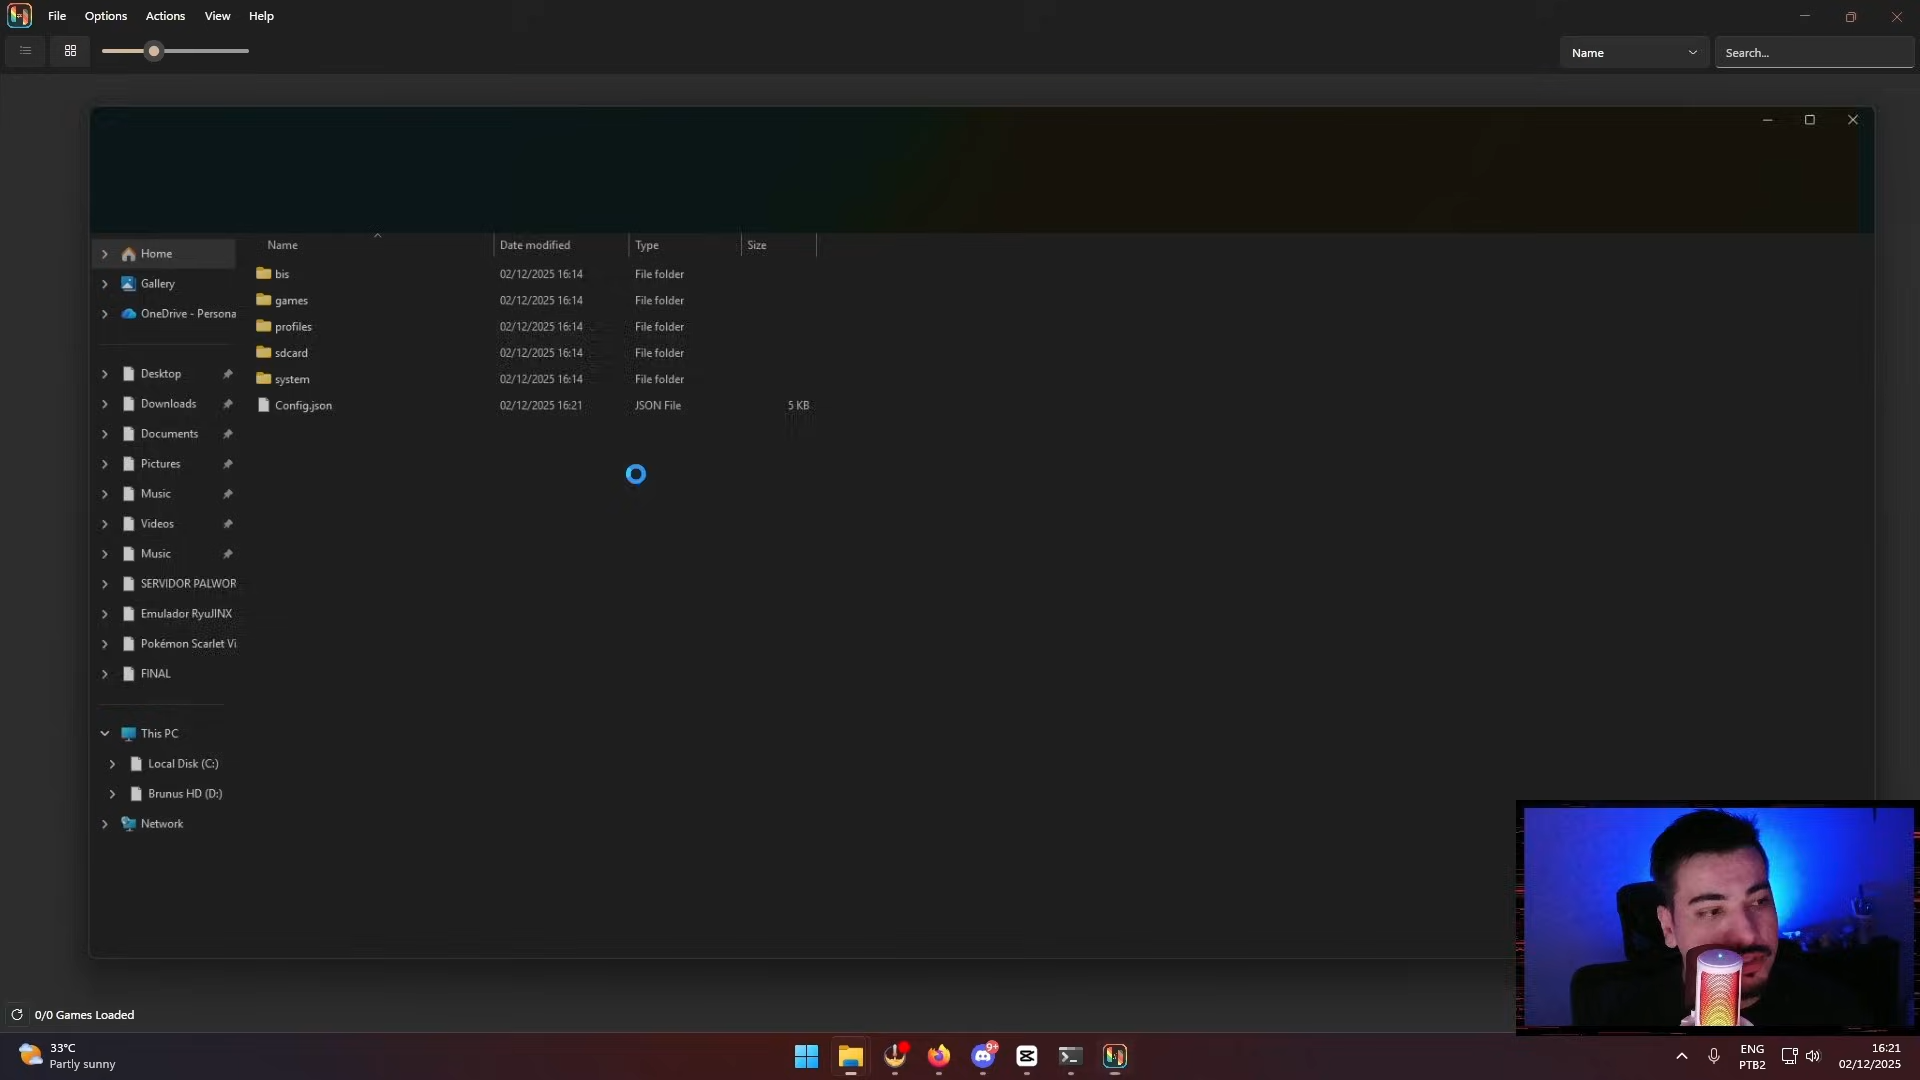 File Options Actions View Help
Name
Search...
Name Date modified Type Size
Home
Gallery
OneDrive - Persona
Desktop
Downloads
Documents
Pictures
Music
Videos
Music
SERVIDOR PALWOR
Emulador RyuJINX
Pokémon Scarlet Vi
FINAL
This PC
Local Disk (C:)
Brunus HD (D:)
Network
bis 02/12/2025 16:14 File folder
games 02/12/2025 16:14 File folder
profiles 02/12/2025 16:14 File folder
sdcard 02/12/2025 16:14 File folder
system 02/12/2025 16:14 File folder
Config.json 02/12/2025 16:21 JSON File 5 KB
0/0 Games Loaded
33°C
Partly sunny
9+
ENG
PTB2
16:21
02/12/2025